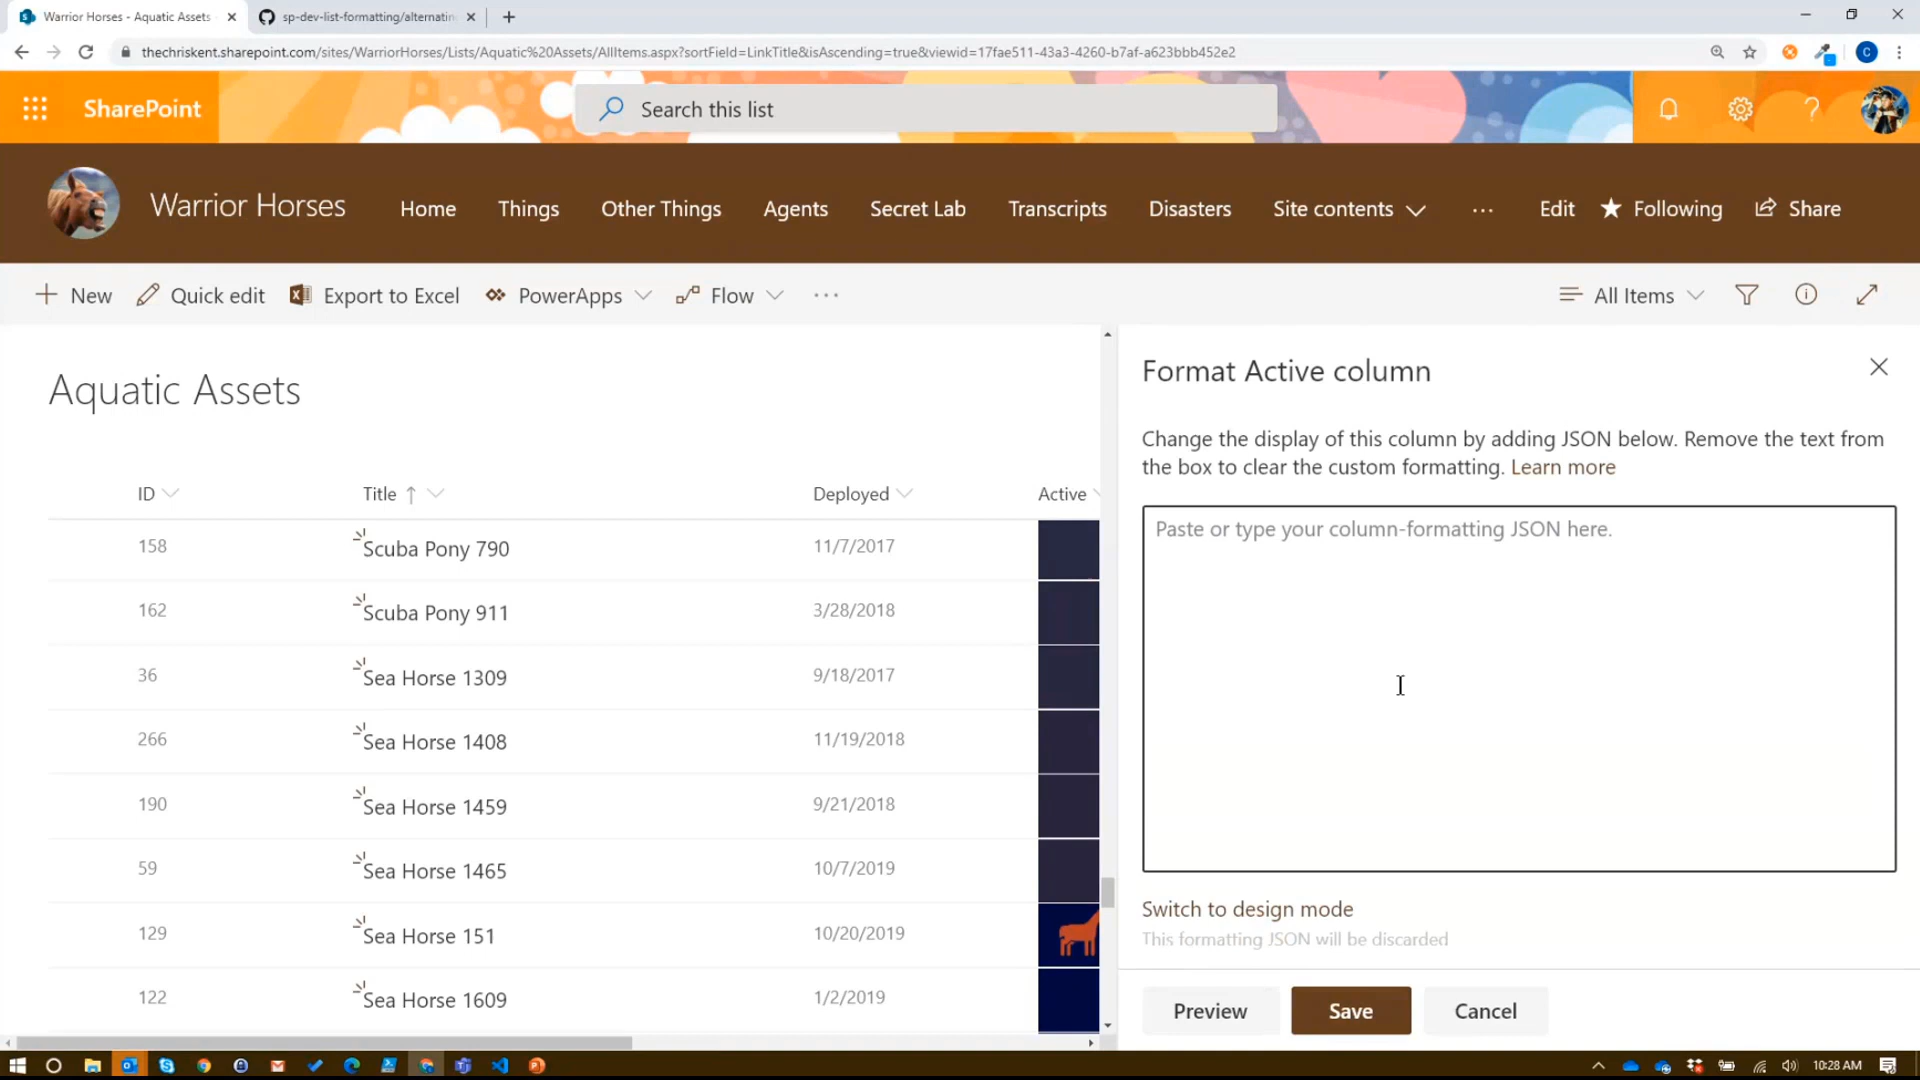 Warrior Horses - Aquatic Assets
sp-dev-list-formatting/alternatin
thechriskent.sharepoint.com/sites/WarriorHorses/Lists/Aquatic%20Assets/AllItems.aspx?sortField=LinkTitle&isAscending=true&viewid=17fae511-43a3-4260-b7af-a623bbb452e2
C
SharePoint
Search this list
Warrior Horses
Home Things Other Things Agents Secret Lab Transcripts Disasters Site contents ... Edit Following Share
New Quick edit Export to Excel PowerApps Flow ... All Items
Aquatic Assets
ID Title Deployed Active
158 Scuba Pony 790 11/7/2017
162 Scuba Pony 911 3/28/2018
36 Sea Horse 1309 9/18/2017
266 Sea Horse 1408 11/19/2018
190 Sea Horse 1459 9/21/2018
59 Sea Horse 1465 10/7/2019
129 Sea Horse 151 10/20/2019
122 Sea Horse 1609 1/2/2019
Format Active column
Change the display of this column by adding JSON below. Remove the text from
the box to clear the custom formatting. Learn more
Paste or type your column-formatting JSON here.
Switch to design mode
This formatting JSON will be discarded
Preview Save Cancel
10:28 AM